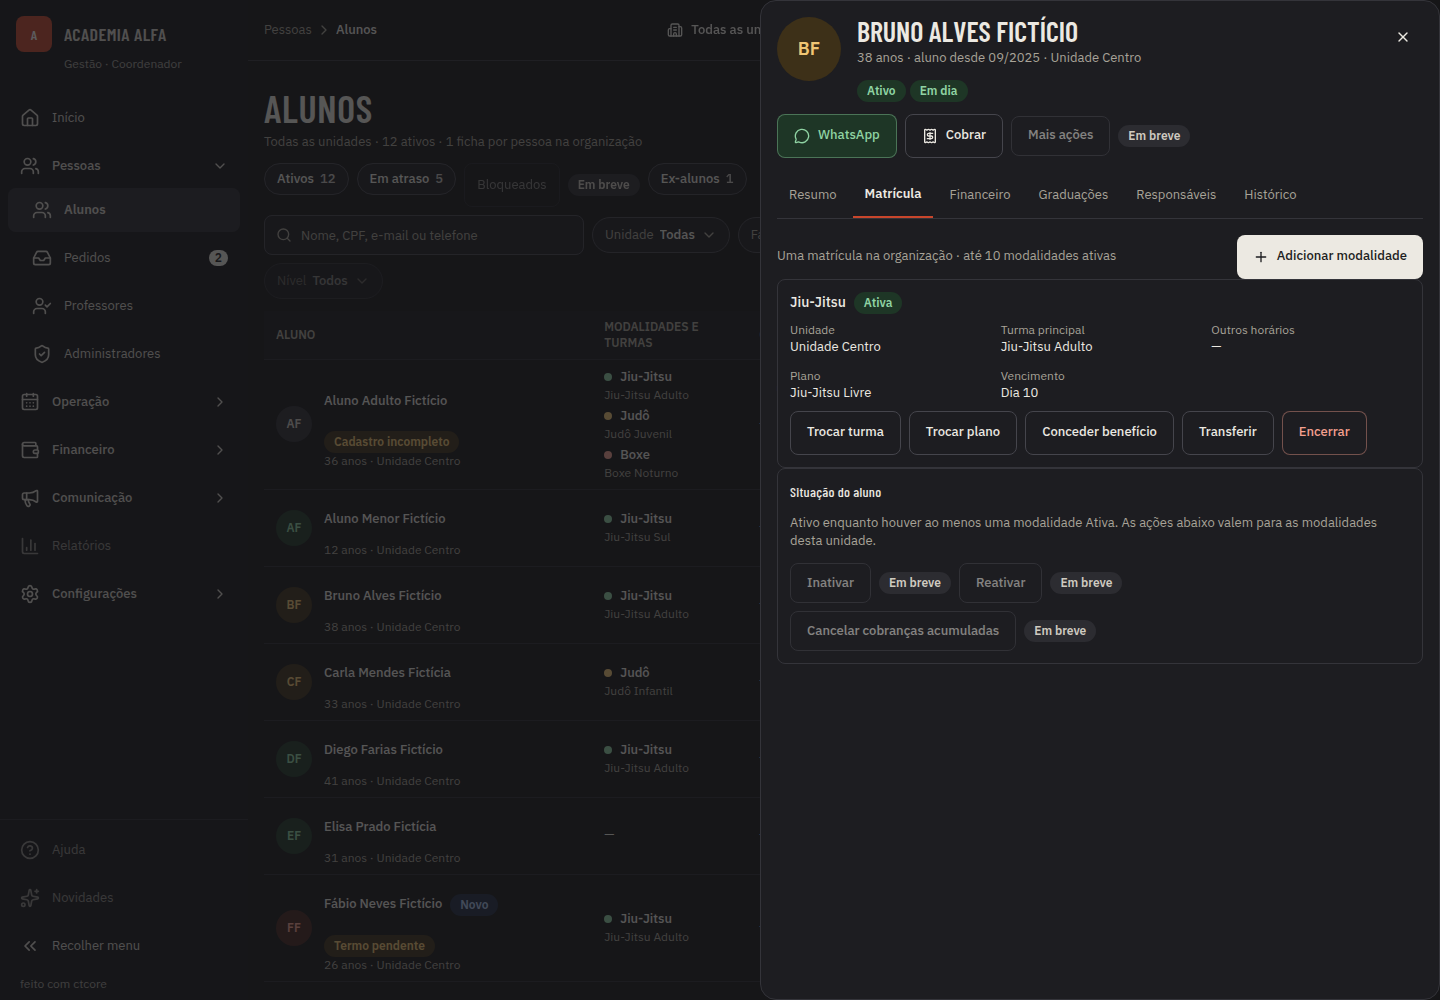 A
ACADEMIA ALFA
Gestão · Coordenador
Início
Pessoas
Alunos
Pedidos 2
Professores
Administradores
Operação
Financeiro
Comunicação
Relatórios
Configurações
Ajuda
Novidades
Recolher menu
feito com ctcore
Pessoas > Alunos
Todas as un
ALUNOS
Todas as unidades · 12 ativos · 1 ficha por pessoa na organização
Ativos 12 Em atraso 5 Bloqueados Em breve Ex-alunos 1
Nome, CPF, e-mail ou telefone Unidade Todas
Nível Todos
ALUNO MODALIDADES E TURMAS
AF
Aluno Adulto Fictício
Cadastro incompleto
36 anos · Unidade Centro
Jiu-Jitsu
Jiu-Jitsu Adulto
Judô
Judô Juvenil
Boxe
Boxe Noturno
AF
Aluno Menor Fictício
12 anos · Unidade Centro
Jiu-Jitsu
Jiu-Jitsu Sul
BF
Bruno Alves Fictício
38 anos · Unidade Centro
Jiu-Jitsu
Jiu-Jitsu Adulto
CF
Carla Mendes Fictícia
33 anos · Unidade Centro
Judô
Judô Infantil
DF
Diego Farias Fictício
41 anos · Unidade Centro
Jiu-Jitsu
Jiu-Jitsu Adulto
EF
Elisa Prado Fictícia
31 anos · Unidade Centro
—
FF
Fábio Neves Fictício Novo
Termo pendente
26 anos · Unidade Centro
Jiu-Jitsu
Jiu-Jitsu Adulto
BF
BRUNO ALVES FICTÍCIO
38 anos · aluno desde 09/2025 · Unidade Centro
Ativo Em dia
WhatsApp Cobrar Mais ações Em breve
Resumo Matrícula Financeiro Graduações Responsáveis Histórico
Uma matrícula na organização · até 10 modalidades ativas
+ Adicionar modalidade
Jiu-Jitsu Ativa
Unidade Turma principal Outros horários
Unidade Centro Jiu-Jitsu Adulto —
Plano Vencimento
Jiu-Jitsu Livre Dia 10
Trocar turma Trocar plano Conceder benefício Transferir Encerrar
Situação do aluno
Ativo enquanto houver ao menos uma modalidade Ativa. As ações abaixo valem para as modalidades
desta unidade.
Inativar Em breve Reativar Em breve
Cancelar cobranças acumuladas Em breve